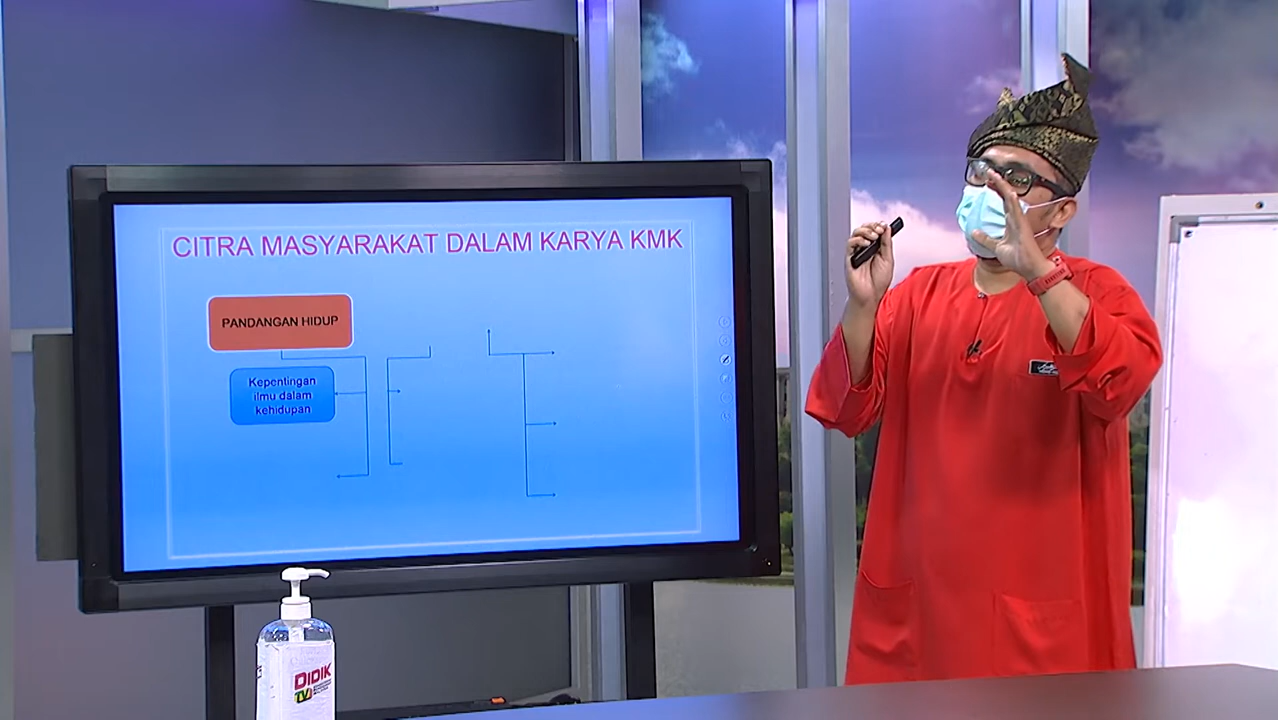 CITRA MASYARAKAT DALAM KARYA KMK
PANDANGAN HIDUP
Kepentingan
ilmu dalam
kehidupan
DIDIK
TV